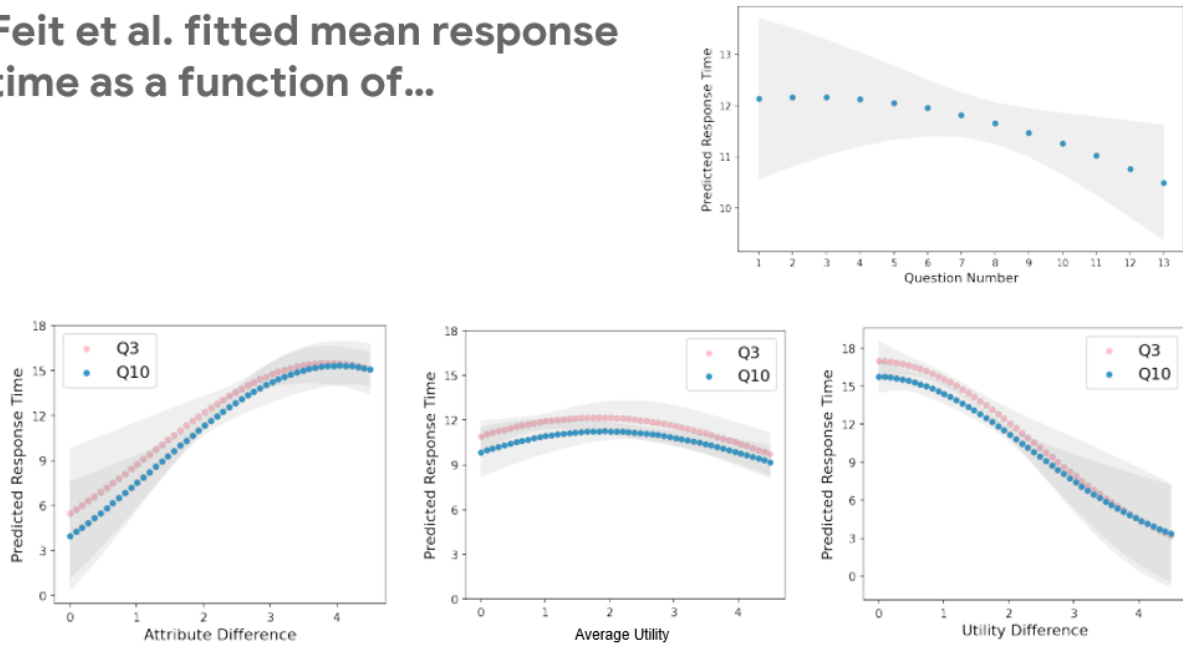 Feit et al. fitted mean response
time as a function of...
Predicted Response Time
13
12
11
10
1 2 3 4 5 6 7 8 9 10 11 12 13
Question Number
Predicted Response Time
18
15
12
9
6
3
0
Q3
Q10
0 1 2 3 4
Attribute Difference
Predicted Response Time
18
15
12
9
6
3
0
Q3
Q10
0 1 2 3 4
Average Utility
Predicted Response Time
18
15
12
9
6
3
0
Q3
Q10
0 1 2 3 4
Utility Difference